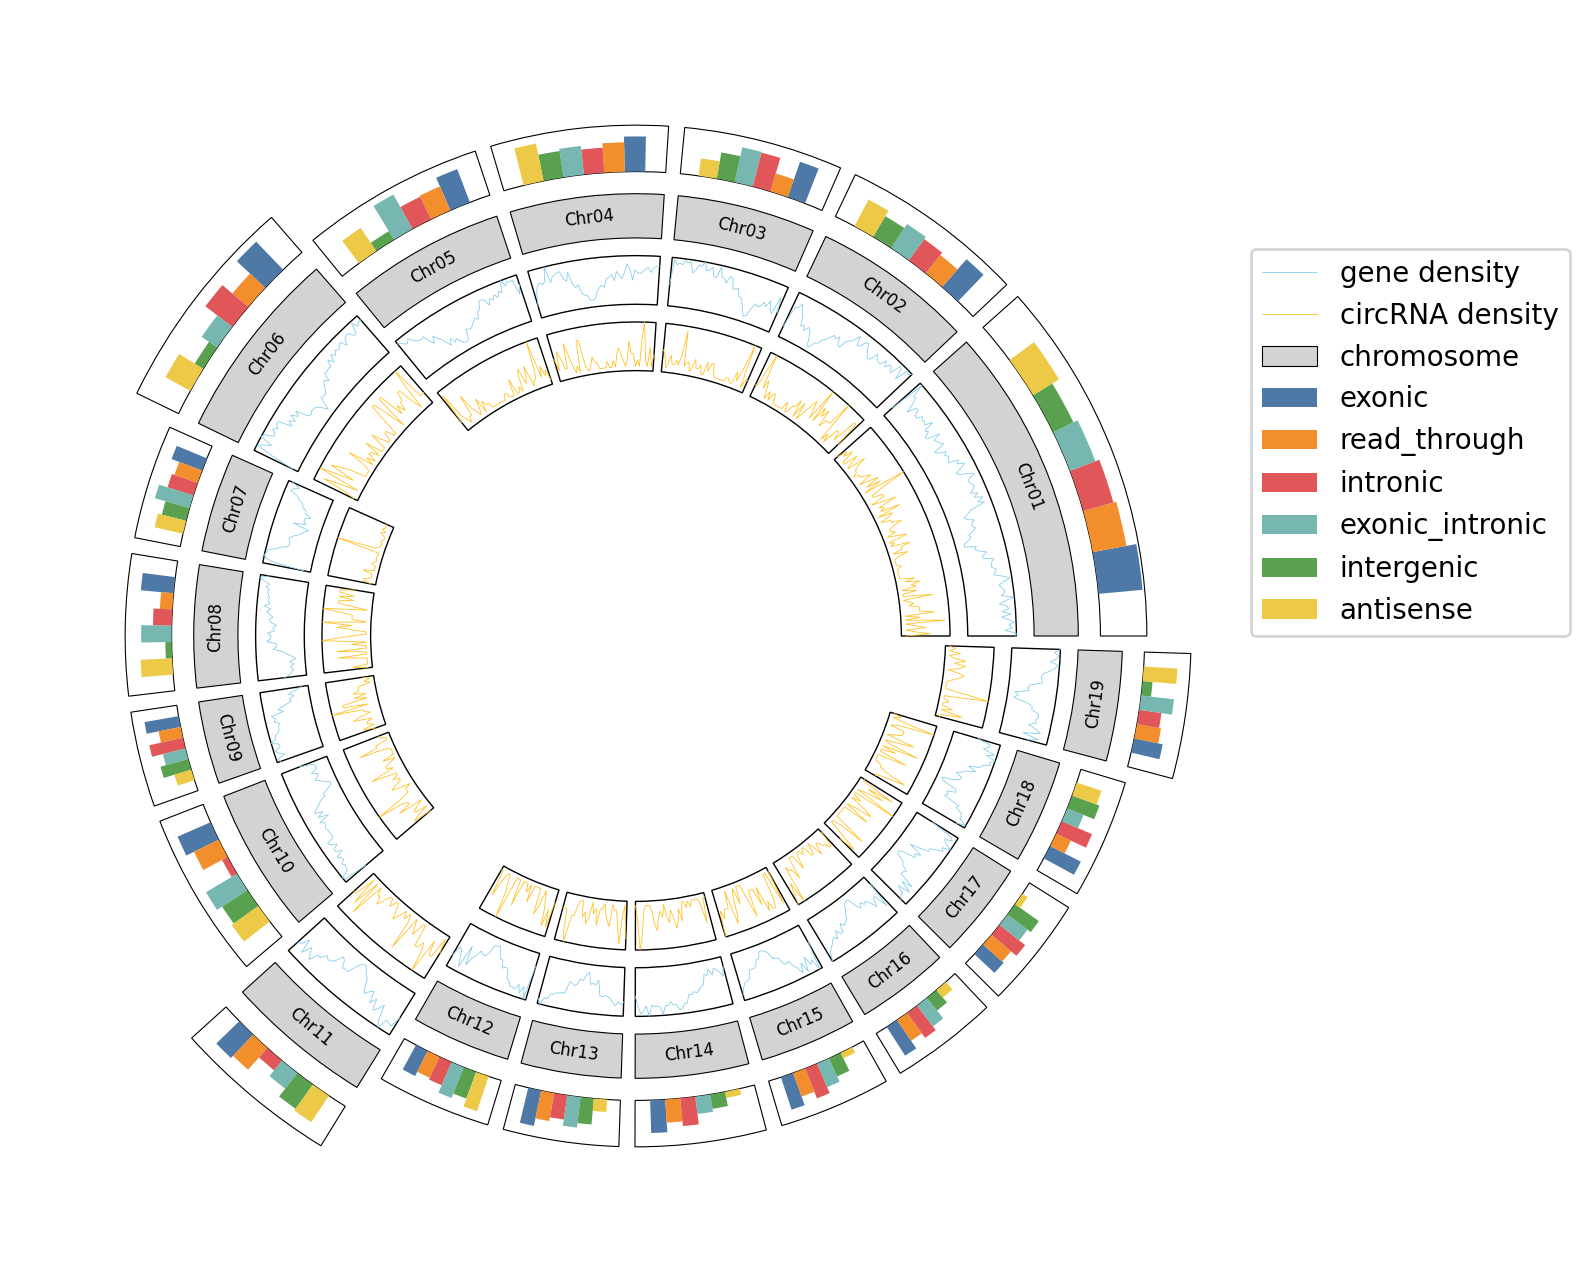 Chr01
Chr02
Chr03
Chr04
Chr05
Chr06
Chr07
Chr08
Chr09
Chr10
Chr11
Chr12
Chr13
Chr14
Chr15
Chr16
Chr17
Chr18
Chr19
gene density
circRNA density
chromosome
exonic
read_through
intronic
exonic_intronic
intergenic
antisense